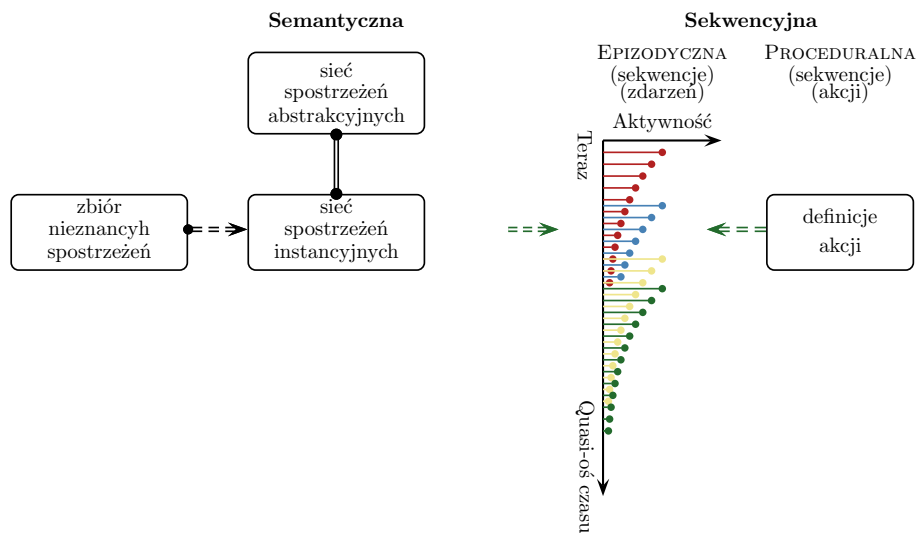 Semantyczna
Sekwencyjna
EPIZODYCZNA
(sekwencje)
(zdarzeń)
PROCEDURALNA
(sekwencje)
(akcji)
sieć
spostrzeżeń
abstrakcyjnych
Aktywność
Teraz
zbiór
nieznancyh
spostrzeżeń
sieć
spostrzeżeń
instancyjnych
definicje
akcji
Quasi-oś czasu